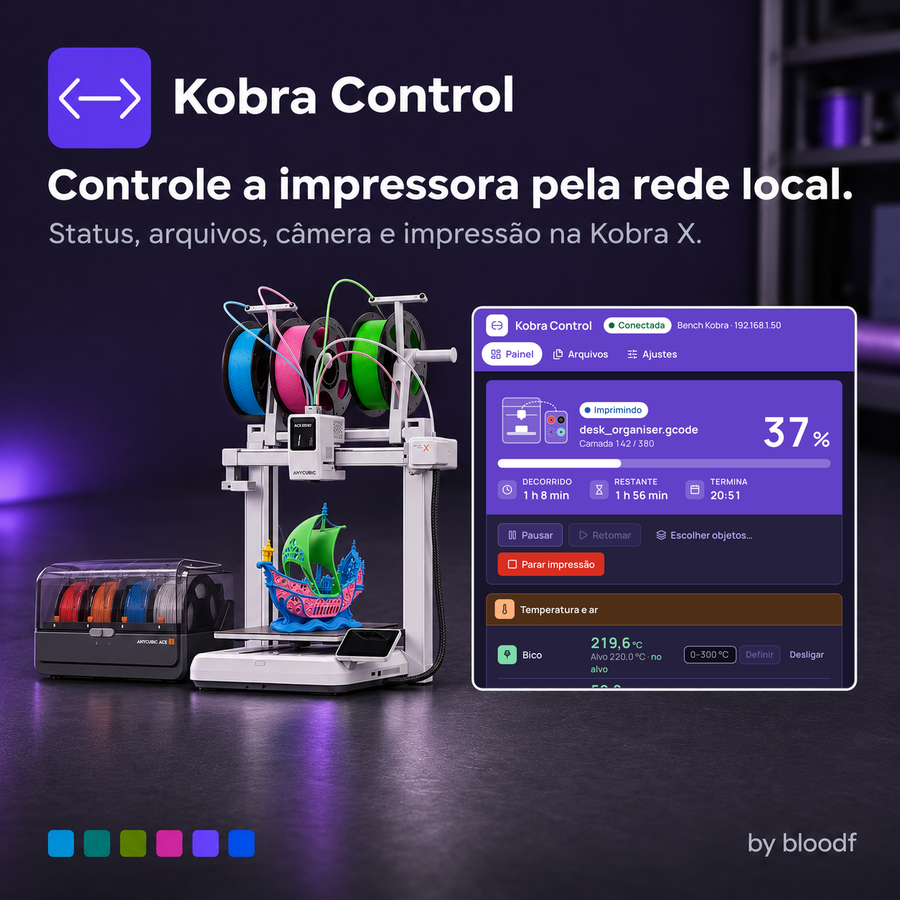 Kobra Control
Controle a impressora pela rede local.
Status, arquivos, câmera e impressão na Kobra X.
ACE GEN2
ANYCUBIC
X
ANYCUBIC ACE
Kobra Control
Conectada
Bench Kobra · 192.168.1.50
Painel
Arquivos
Ajustes
Imprimindo
desk_organiser.gcode
Camada 142 / 380
37 %
DECORRIDO
1 h 8 min
RESTANTE
1 h 56 min
TERMINA
20:51
Pausar
Retomar
Escolher objetos...
Parar impressão
Temperatura e ar
Bico
219,6 °C
Alvo 220,0 °C · no
alvo
0–300 °C
Definir
Desligar
by bloodf